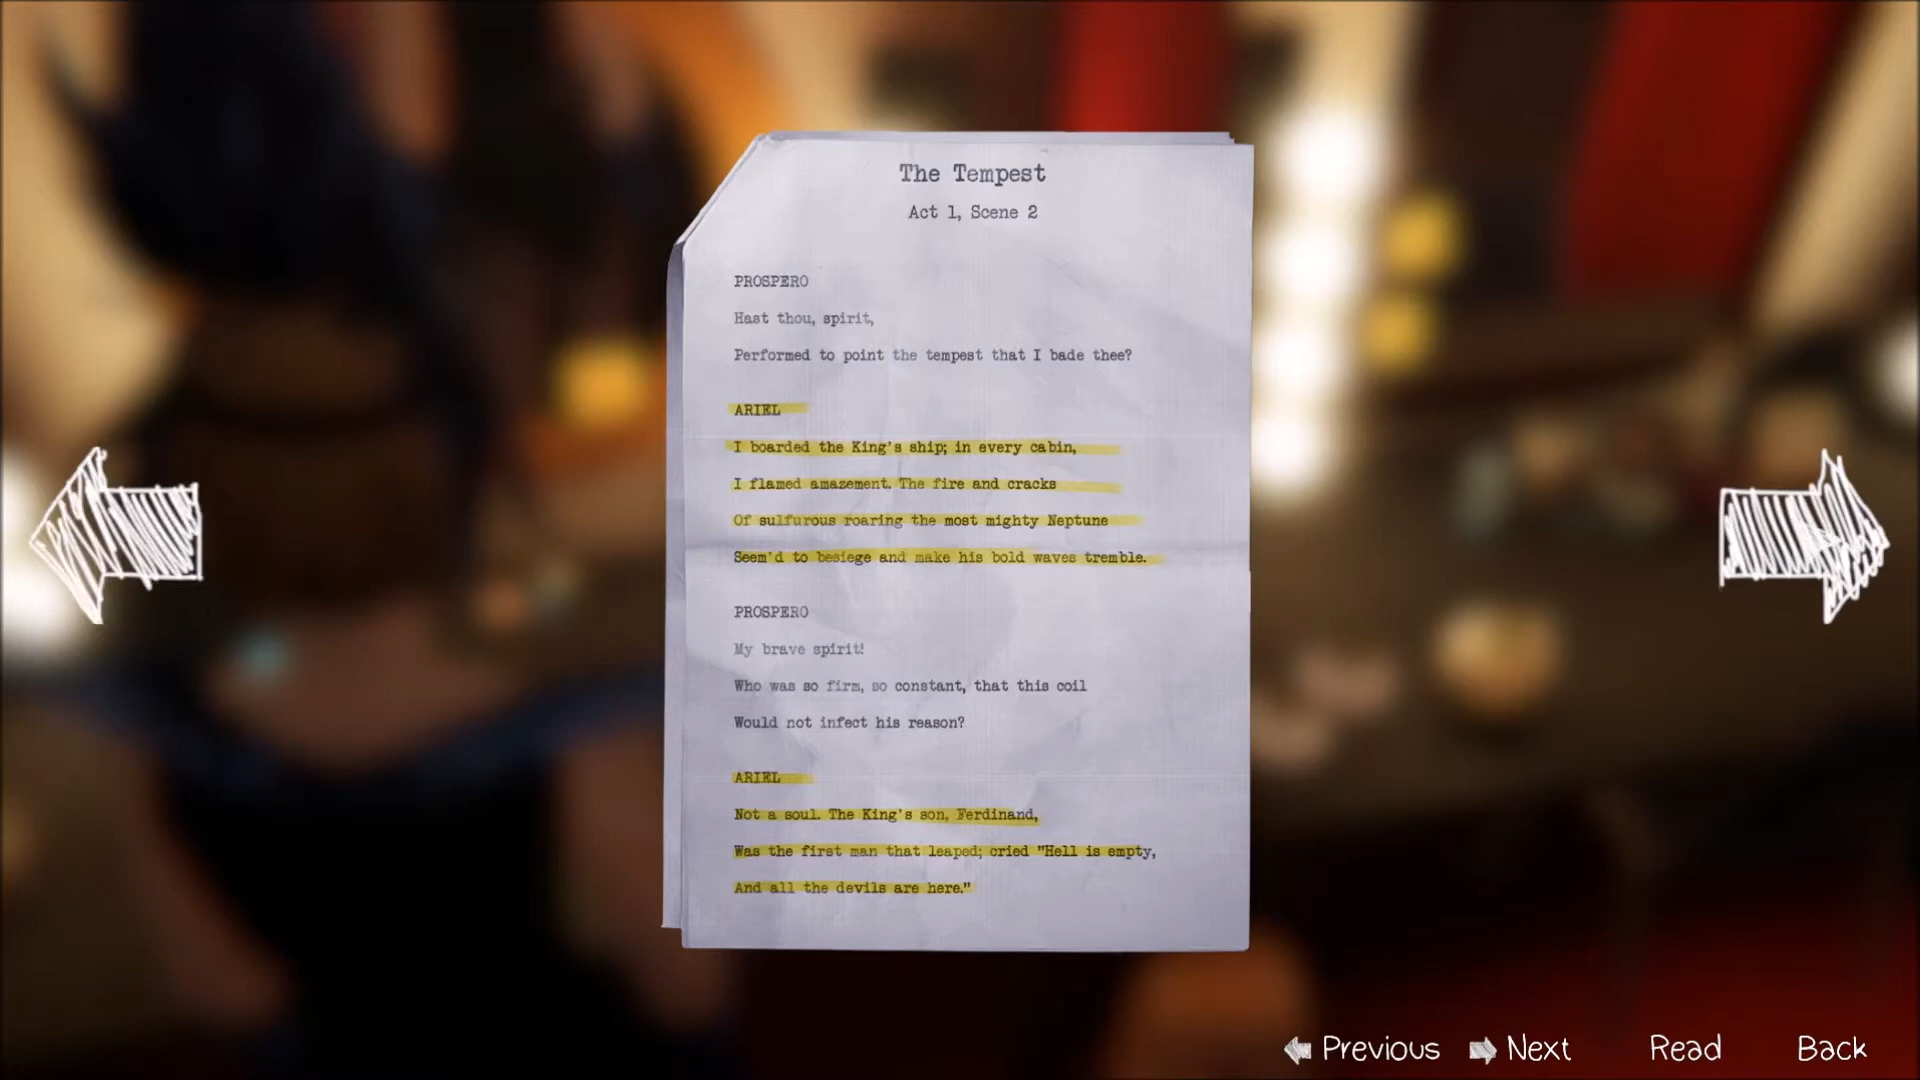 The Tempest
Act 1, Scene 2
PROSPERO
Hast thou, spirit,
Performed to point the tempest that I bade thee?
ARIEL
I boarded the King's ship; in every cabin,
I flamed amazement. The fire and cracks
Of sulfurous roaring the most mighty Neptune
Seem'd to besiege and make his bold waves tremble.
PROSPERO
My brave spirit!
Who was so firm, so constant, that this coil
Would not infect his reason?
ARIEL
Not a soul. The King's son, Ferdinand,
Was the first man that leaped; cried "Hell is empty,
And all the devils are here."
Previous Next Read Back